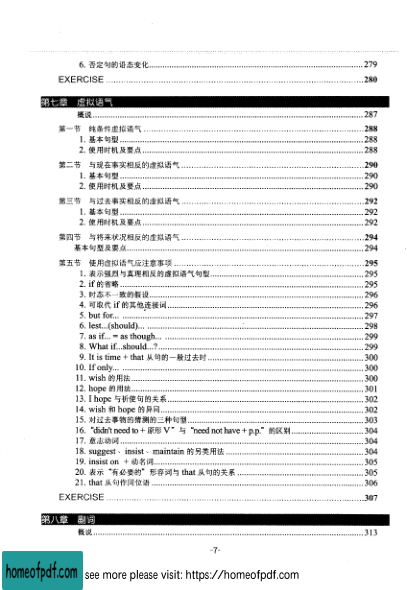 6. 否定句的语态变化 279
EXERCISE 280
第七章 虚拟语气
概说 287
第一节 纯条件虚拟语气 288
1. 基本句型 288
2. 使用时机及要点 288
第二节 与现在事实相反的虚拟语气 290
1. 基本句型 290
2. 使用时机及要点 290
第三节 与过去事实相反的虚拟语气 292
1. 基本句型 292
2. 使用时机及要点 292
第四节 与将来状况相反的虚拟语气 294
基本句型及要点 294
第五节 使用虚拟语气应注意事项 295
1. 表示强烈与真理相反的虚拟语气句型 295
2. if 的省略 295
3. 时态不一致的假设 296
4. 可取代 if 的其他连接词 296
5. but for... 297
6. lest...(should)... 298
7. as if... = as though... 299
8. What if...should...? 299
9. It is time + that 从句的一般过去时 300
10. If only... 300
11. wish 的用法 300
12. hope 的用法 301
13. I hope 与祈使句的关系 302
14. wish 和 hope 的异同 302
15. 对过去事物的猜测的三种句型 303
16. “didn't need to + 原形 V ” 与 “need not have + p.p.” 的区别 304
17. 意志动词 304
18. suggest、insist、maintain 的另类用法 304
19. insist on + 动名词 305
20. 表示 “有必要的” 形容词与 that 从句的关系 305
21. that 从句作同位语 306
EXERCISE 307
第八章 副词
概说 313
-7-
homeofpdf.com see more please visit: https://homeofpdf.com